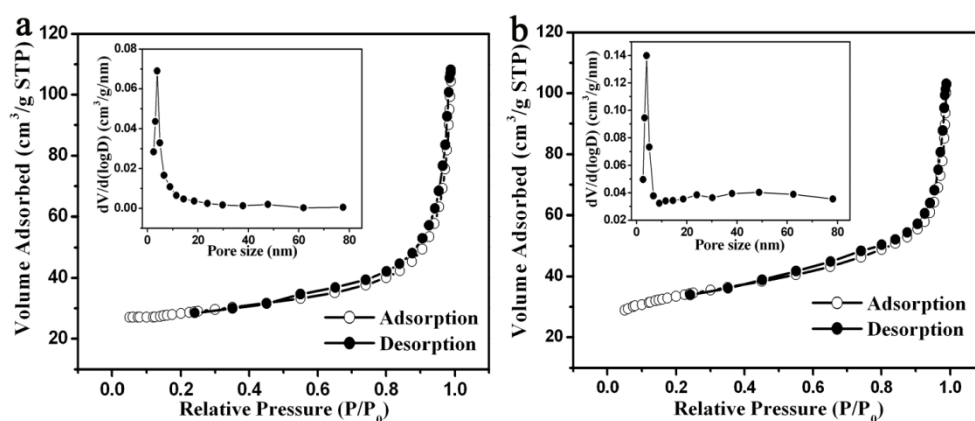 a
Volume Adsorbed (cm³/g STP)
120
100
80
60
40
20
0.0 0.2 0.4 0.6 0.8 1.0
Relative Pressure (P/P₀)
dV/d(logD) (cm³/g/nm)
0.08
0.06
0.04
0.02
0.00
0 20 40 60 80
Pore size (nm)
Adsorption
Desorption
b
Volume Adsorbed (cm³/g STP)
120
100
80
60
40
20
0.0 0.2 0.4 0.6 0.8 1.0
Relative Pressure (P/P₀)
dV/d(logD) (cm³/g/nm)
0.14
0.12
0.10
0.08
0.06
0.04
0.02
0 20 40 60 80
Pore size (nm)
Adsorption
Desorption